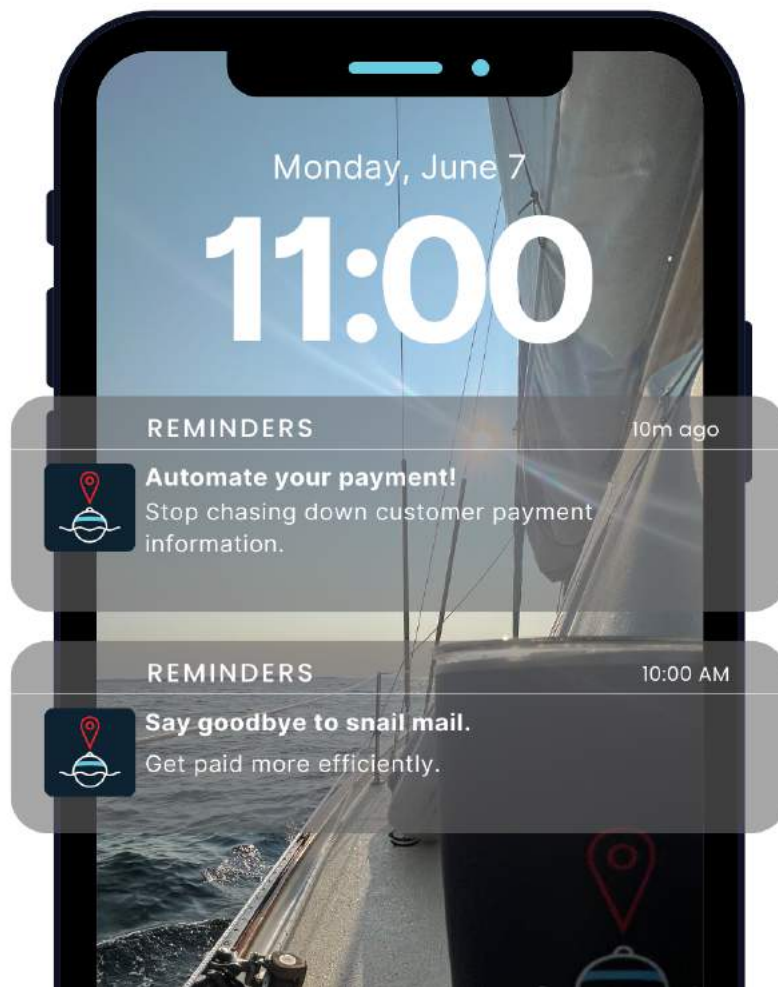 Monday, June 7
11:00
REMINDERS 10m ago
Automate your payment!
Stop chasing down customer payment
information.
REMINDERS 10:00 AM
Say goodbye to snail mail.
Get paid more efficiently.